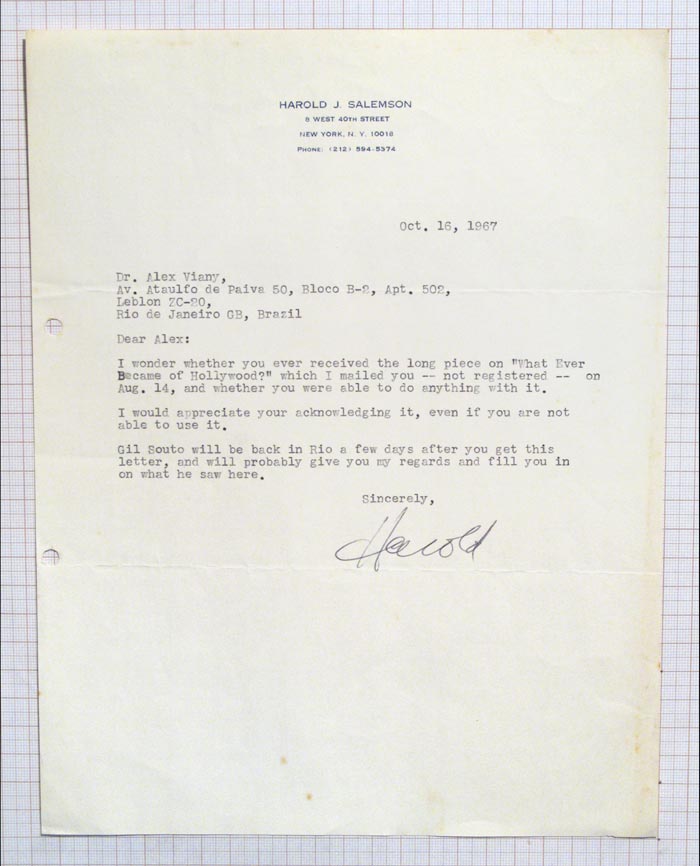 HAROLD J. SALEMSON
8 WEST 40TH STREET
NEW YORK, N. Y. 10018
PHONE: (212) 594-5374
Oct. 16, 1967
Dr. Alex Viany,
Av. Ataulfo de Paiva 50, Bloco B-2, Apt. 502,
Leblon ZC-20,
Rio de Janeiro GB, Brazil
Dear Alex:
I wonder whether you ever received the long piece on "What Ever
Became of Hollywood?" which I mailed you -- not registered -- on
Aug. 14, and whether you were able to do anything with it.
I would appreciate your acknowledging it, even if you are not
able to use it.
Gil Souto will be back in Rio a few days after you get this
letter, and will probably give you my regards and fill you in
on what he saw here.
Sincerely,
Harold